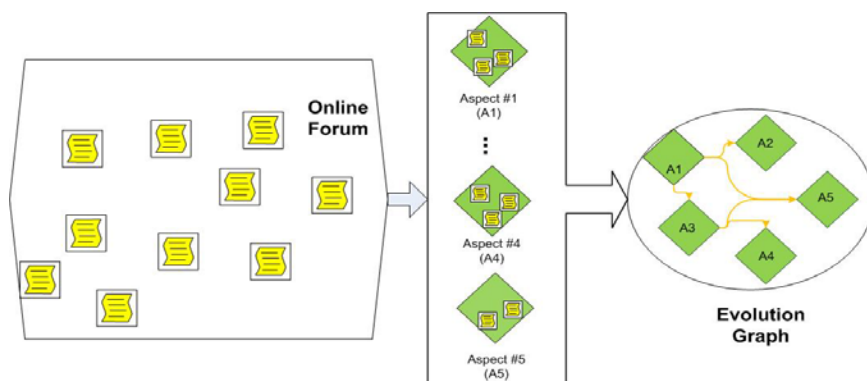 Online
Forum
Aspect #1
(A1)
...
Aspect #4
(A4)
Aspect #5
(A5)
A1
A2
A3
A4
A5
Evolution
Graph